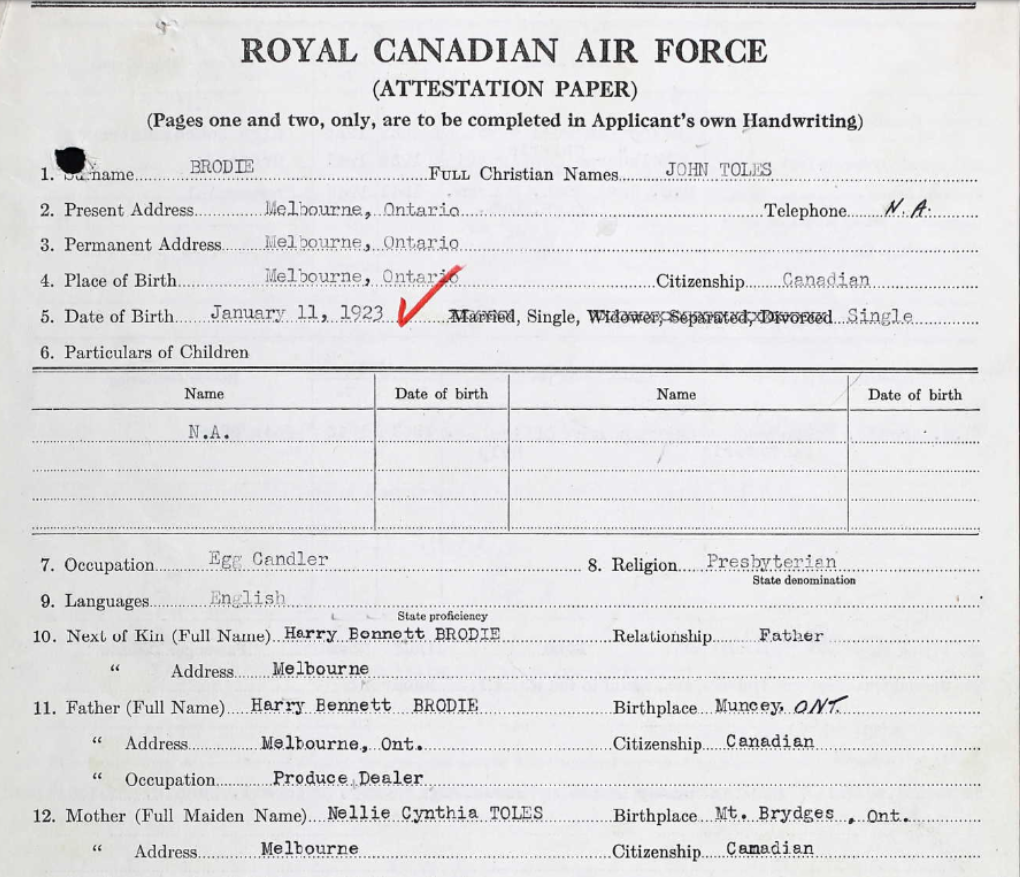 ROYAL CANADIAN AIR FORCE
(ATTESTATION PAPER)
(Pages one and two, only, are to be completed in Applicant's own Handwriting)
1. Surname BRODIE FULL Christian Names JOHN TOLES
2. Present Address Melbourne, Ontario Telephone N.A.
3. Permanent Address Melbourne, Ontario
4. Place of Birth Melbourne, Ontario Citizenship Canadian
5. Date of Birth January 11, 1923 Married, Single, Widower, Separated, Divorced Single
6. Particulars of Children
Name Date of birth Name Date of birth
N.A.
7. Occupation Egg Candler 8. Religion Presbyterian
State denomination
9. Languages English
State proficiency
10. Next of Kin (Full Name) Harry Bennett BRODIE Relationship Father
" Address Melbourne
11. Father (Full Name) Harry Bennett BRODIE Birthplace Muncey, ONT.
" Address Melbourne, Ont. Citizenship Canadian
" Occupation Produce Dealer
12. Mother (Full Maiden Name) Nellie Cynthia TOLES Birthplace Mt. Brydges, Ont.
" Address Melbourne Citizenship Canadian